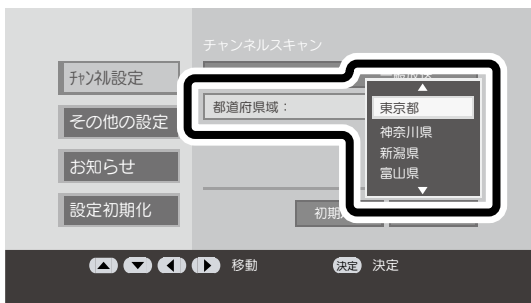 チャンネルスキャン
ﾁｬﾝﾈﾙ設定
都道府県域：
東京都
その他の設定
神奈川県
新潟県
お知らせ
富山県
設定初期化
初期
移動
決定 決定